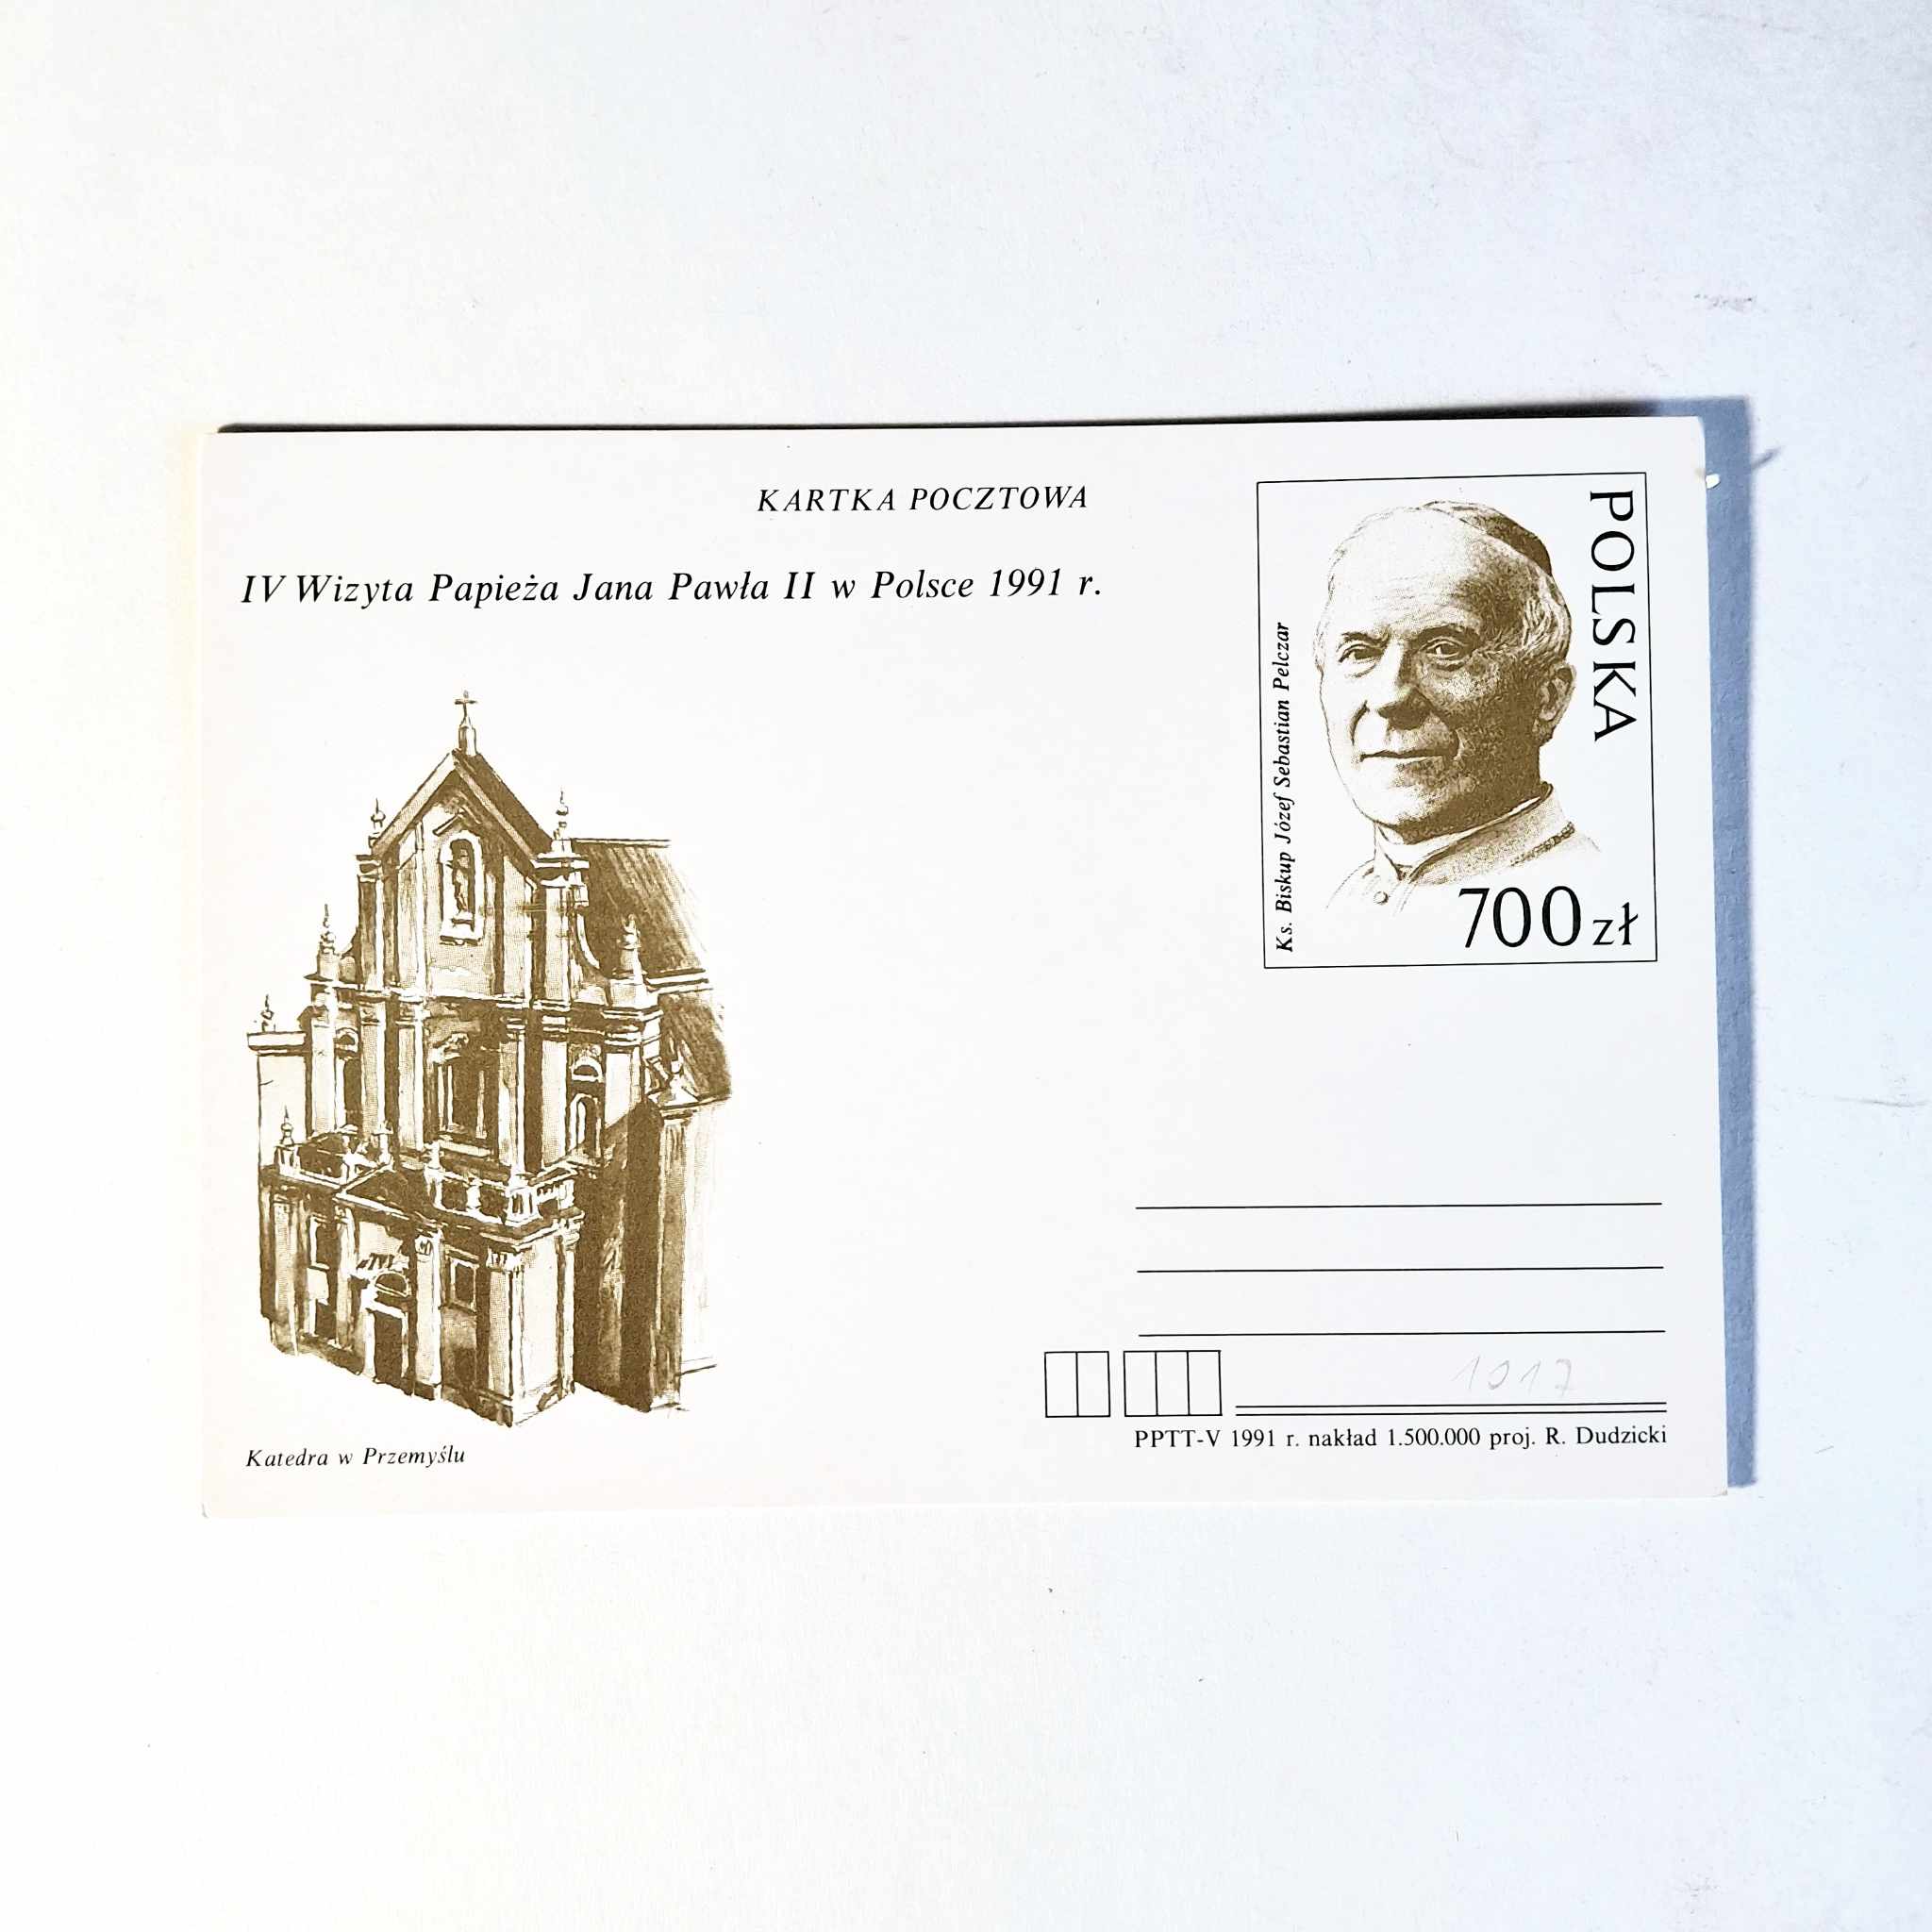 KARTKA POCZTOWA
IV Wizyta Papieża Jana Pawła II w Polsce 1991 r.
Ks. Biskup Józef Sebastian Pelczar
POLSKA
700 zł
1017
PPTT-V 1991 r. nakład 1.500.000 proj. R. Dudzicki
Katedra w Przemyślu